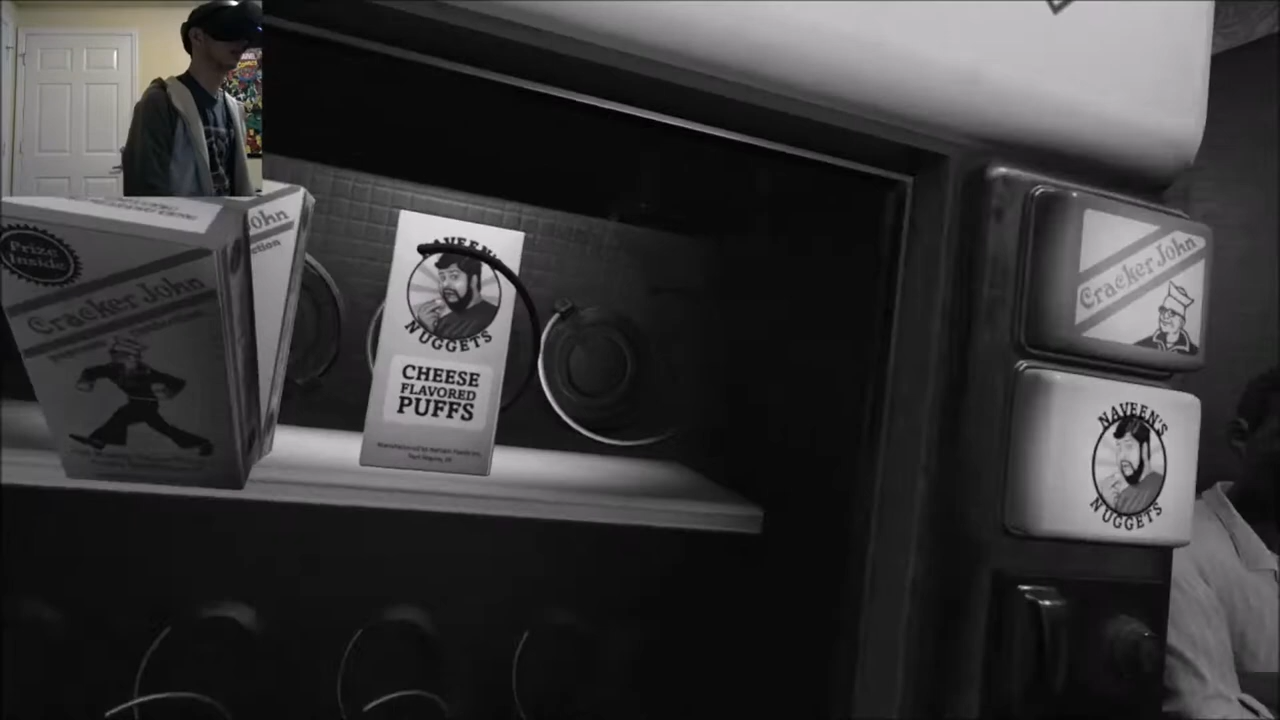 Prize
Inside
Cracker John
John
NAVEEN'S
NUGGETS
CHEESE
FLAVORED
PUFFS
Cracker John
NAVEEN'S
NUGGETS